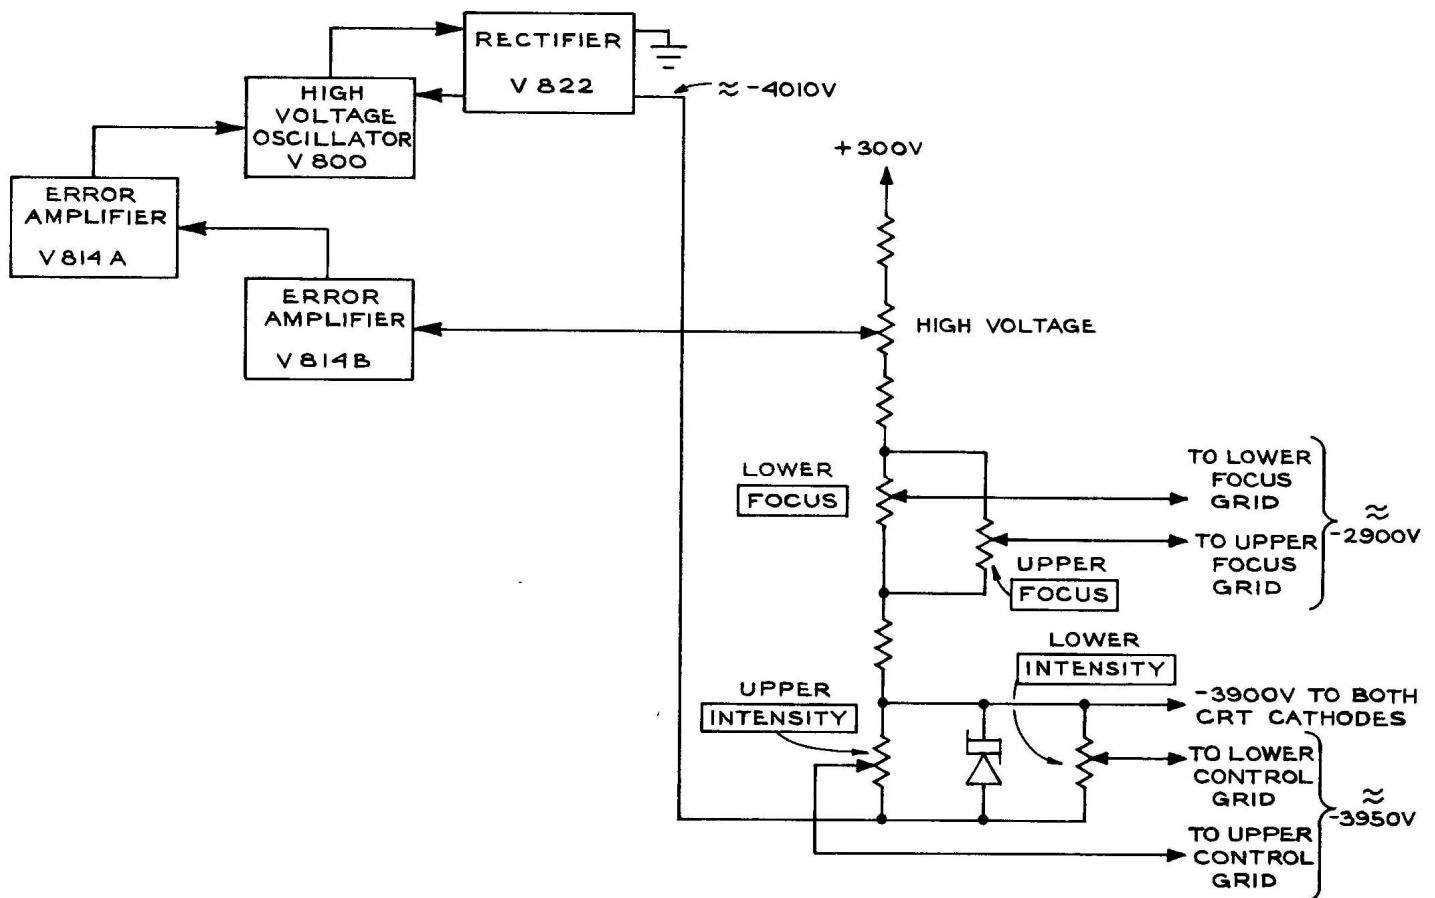 RECTIFIER
V 822
≈ -4010V
HIGH
VOLTAGE
OSCILLATOR
V 800
+300V
ERROR
AMPLIFIER
V 814 A
ERROR
AMPLIFIER
V 814 B
HIGH VOLTAGE
LOWER
FOCUS
TO LOWER
FOCUS
GRID
≈
-2900V
TO UPPER
FOCUS
GRID
UPPER
FOCUS
LOWER
INTENSITY
UPPER
INTENSITY
-3900V TO BOTH
CRT CATHODES
TO LOWER
CONTROL
GRID
≈
-3950V
TO UPPER
CONTROL
GRID